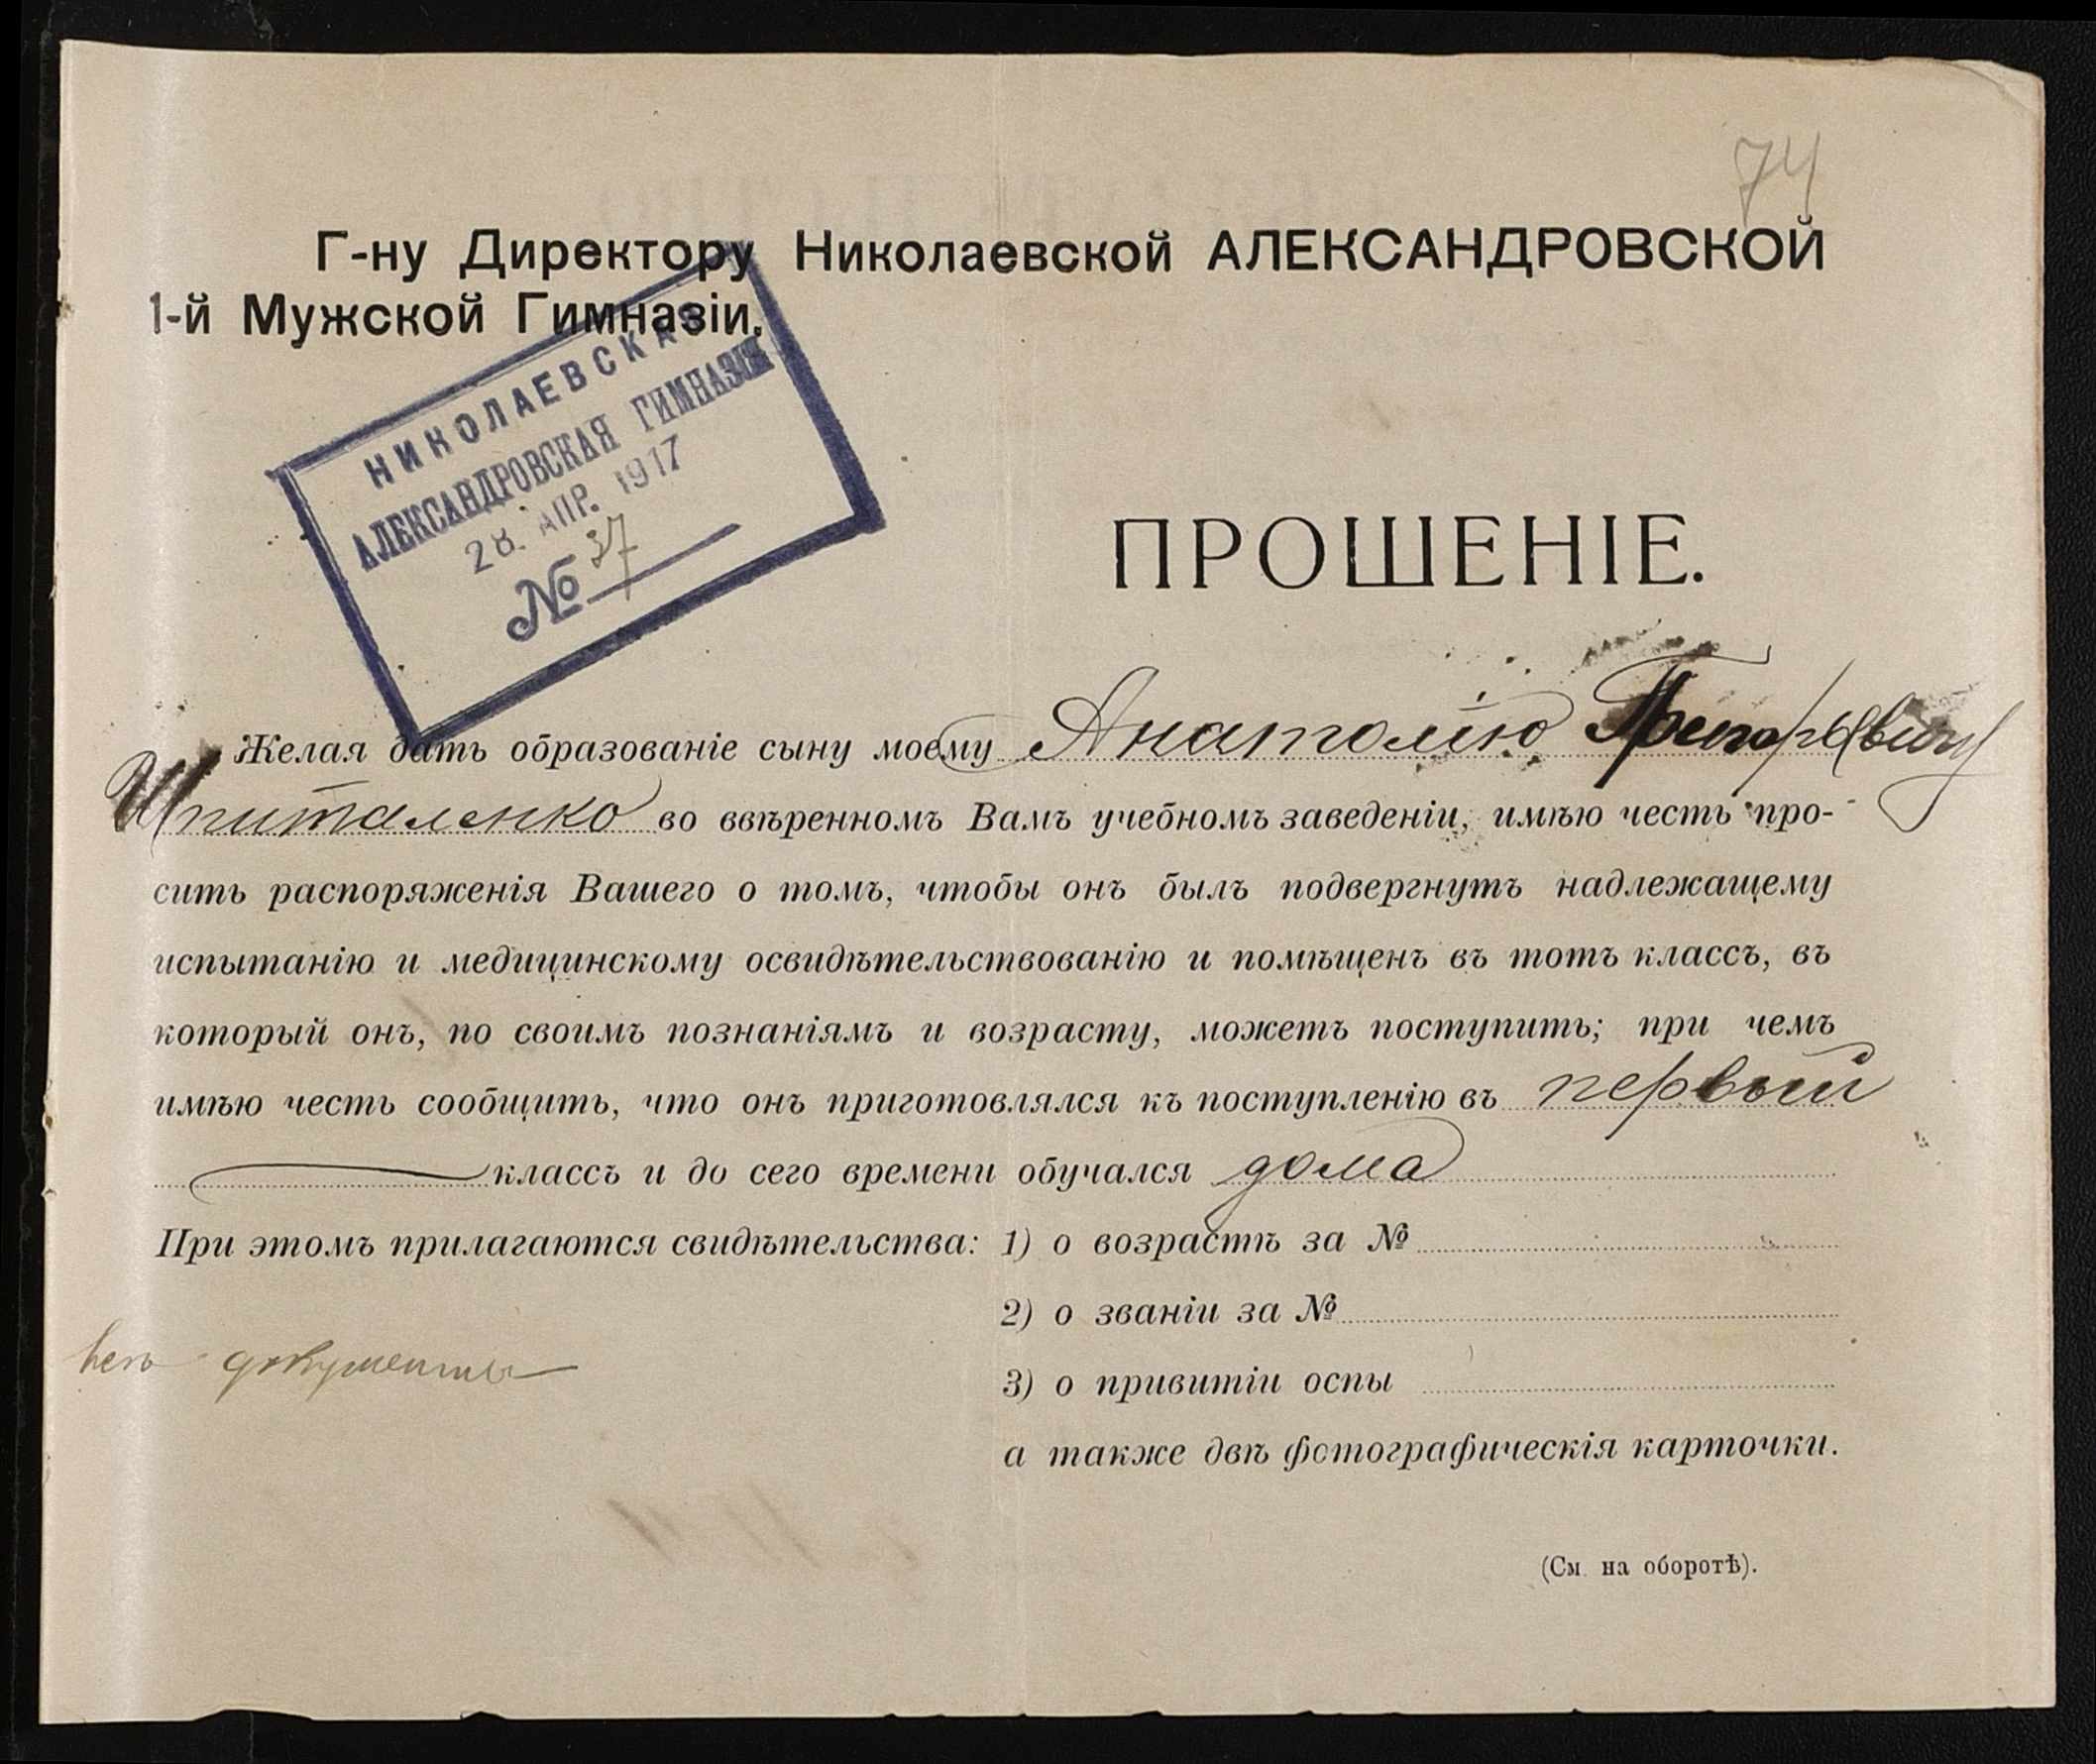 74
Г-ну Директору Николаевской АЛЕКСАНДРОВСКОЙ
1-й Мужской Гимназіи.
НИКОЛАЕВСКАЯ
АЛЕКСАНДРОВСКАЯ ГИМНАЗІЯ
28. АПР. 1917
№ 37
ПРОШЕНІЕ.
Желая дать образованіе сыну моему Анатолію Григорьевичу
Шпиталенко во ввѣренномъ Вамъ учебномъ заведеніи, имѣю честь про-
сить распоряженія Вашего о томъ, чтобы онъ былъ подвергнутъ надлежащему
испытанію и медицинскому освидѣтельствованію и помѣщенъ въ тотъ классъ, въ
который онъ, по своимъ познаніямъ и возрасту, можетъ поступить; при чемъ
имѣю честь сообщить, что онъ приготовлялся къ поступленію въ первый
классъ и до сего времени обучался дома
При этомъ прилагаются свидѣтельства: 1) о возрастѣ за №
2) о званіи за №
документы
3) о привитіи оспы
а также двѣ фотографическія карточки.
(См. на оборотѣ).